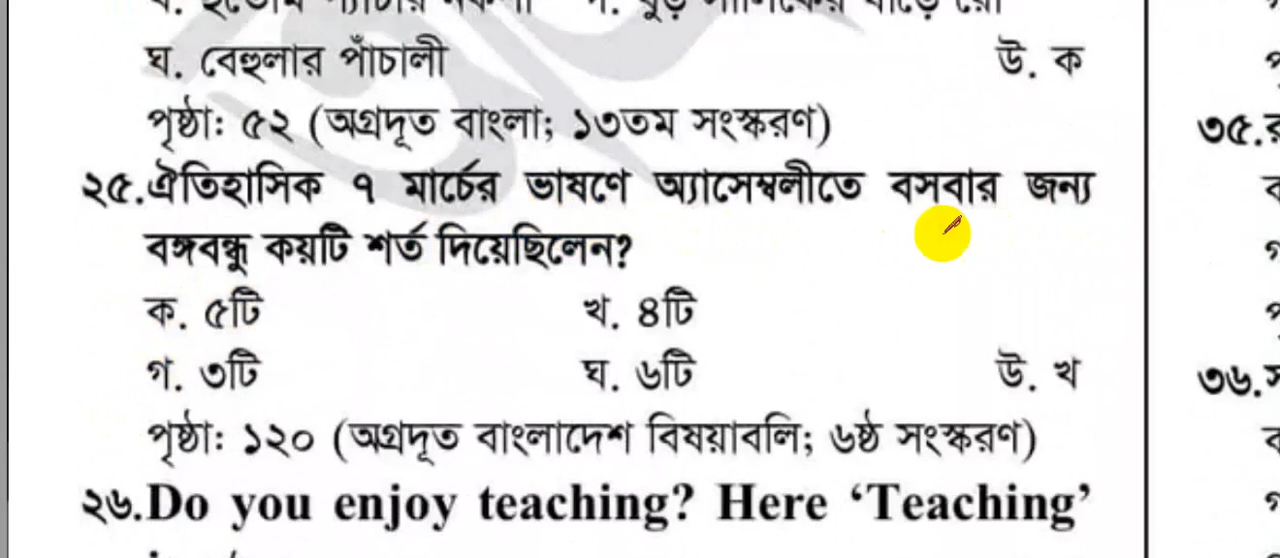 ঘ. বেহুলার পাঁচালী উ. ক
পৃষ্ঠা: ৫২ (অগ্রদূত বাংলা; ১৩তম সংস্করণ)
২৫.ঐতিহাসিক ৭ মার্চের ভাষণে অ্যাসেম্বলীতে বসবার জন্য
বঙ্গবন্ধু কয়টি শর্ত দিয়েছিলেন?
ক. ৫টি খ. ৪টি
গ. ৩টি ঘ. ৬টি উ. খ
পৃষ্ঠা: ১২০ (অগ্রদূত বাংলাদেশ বিষয়াবলি; ৬ষ্ঠ সংস্করণ)
২৬.Do you enjoy teaching? Here ‘Teaching’
৩৫.
৩৬.